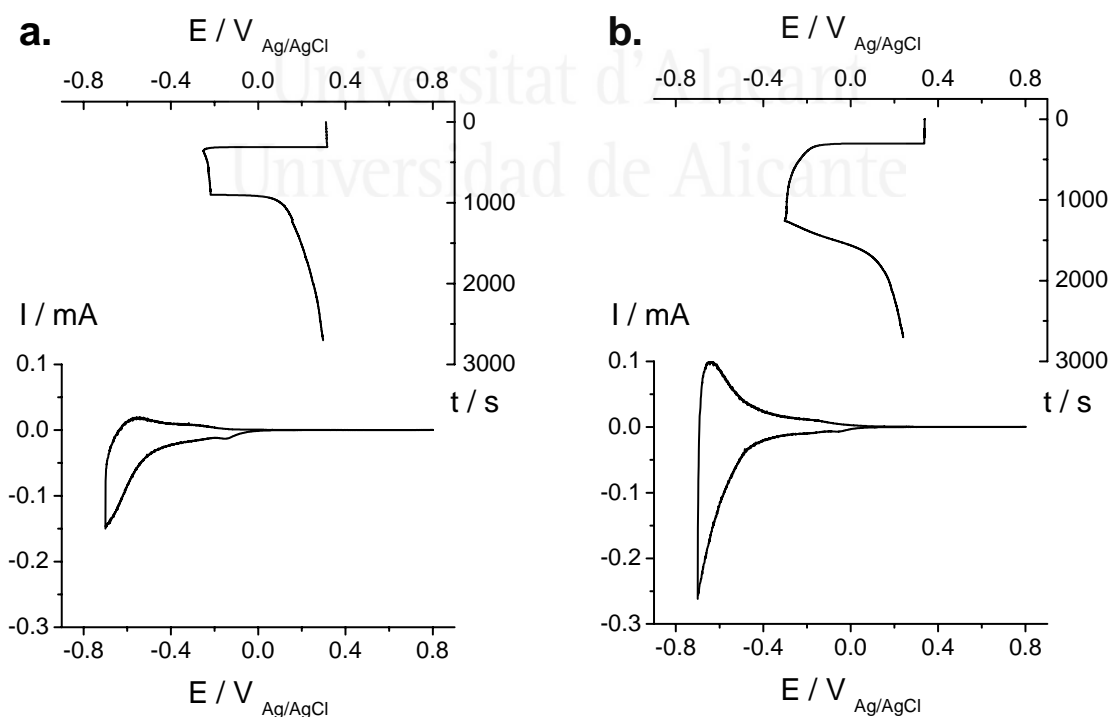 a.
E / V Ag/AgCl
-0.8 -0.4 0.0 0.4 0.8
0
1000
2000
3000
t / s
I / mA
0.1
0.0
-0.1
-0.2
-0.3
-0.8 -0.4 0.0 0.4 0.8
E / V Ag/AgCl
b.
E / V Ag/AgCl
-0.8 -0.4 0.0 0.4 0.8
0
1000
2000
3000
t / s
I / mA
0.1
0.0
-0.1
-0.2
-0.3
-0.8 -0.4 0.0 0.4 0.8
E / V Ag/AgCl
Universitat d'Alacant
Universidad de Alicante